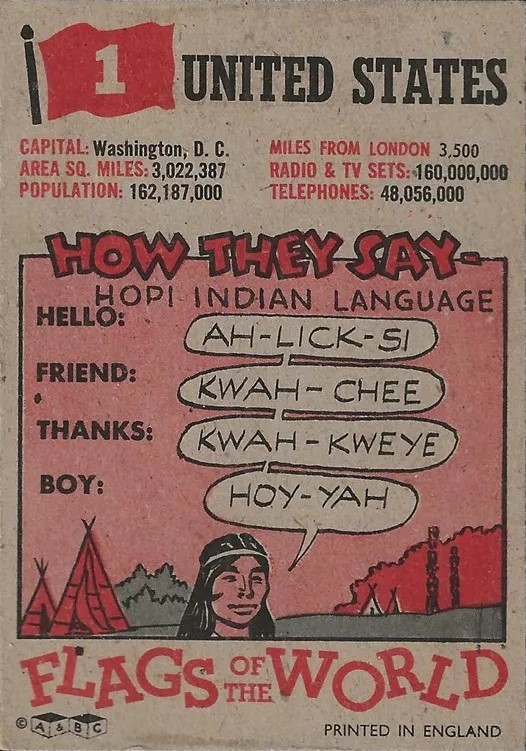 1 UNITED STATES
CAPITAL: Washington, D. C.
AREA SQ. MILES: 3,022,387
POPULATION: 162,187,000
MILES FROM LONDON 3,500
RADIO & TV SETS: 160,000,000
TELEPHONES: 48,056,000
HOW THEY SAY-
HOPI INDIAN LANGUAGE
HELLO: AH-LICK-SI
FRIEND: KWAH-CHEE
THANKS: KWAH-KWEYE
BOY: HOY-YAH
FLAGS OF THE WORLD
© A & B C
PRINTED IN ENGLAND